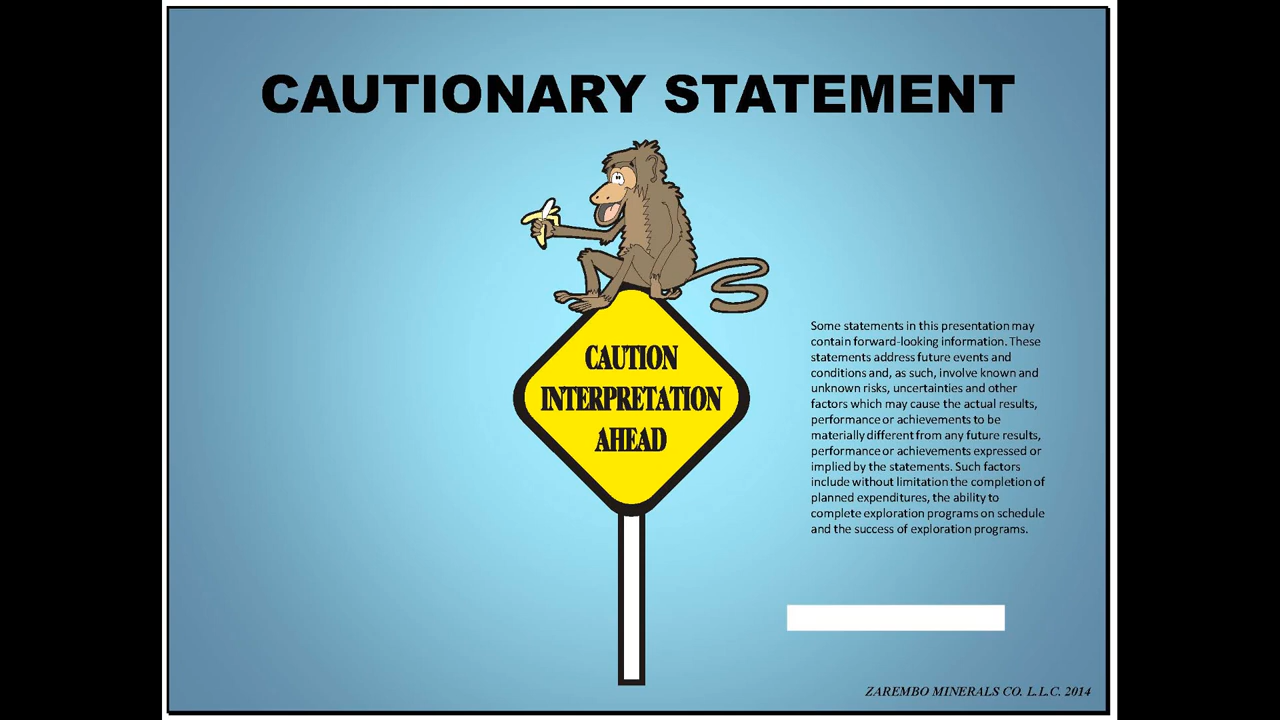 CAUTIONARY STATEMENT
CAUTION
INTERPRETATION
AHEAD
Some statements in this presentation may
contain forward-looking information. These
statements address future events and
conditions and, as such, involve known and
unknown risks, uncertainties and other
factors which may cause the actual results,
performance or achievements to be
materially different from any future results,
performance or achievements expressed or
implied by the statements. Such factors
include without limitation the completion of
planned expenditures, the ability to
complete exploration programs on schedule
and the success of exploration programs.
ZAREMBO MINERALS CO. L.L.C. 2014